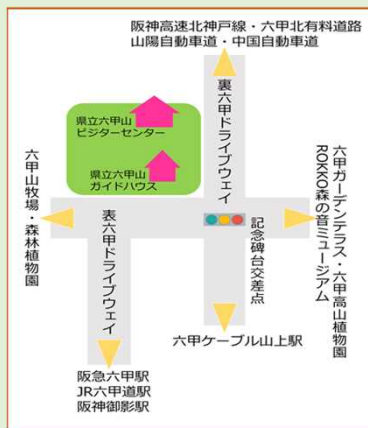 阪神高速北神戸線・六甲北有料道路
山陽自動車道・中国自動車道
裏六甲ドライブウェイ
県立六甲山
ビジターセンター
県立六甲山
ガイドハウス
六甲山牧場・森林植物園
表六甲ドライブウェイ
記念碑台交差点
六甲ガーデンテラス・六甲高山植物園
ROKKO森の音ミュージアム
六甲ケーブル山上駅
阪急六甲駅
JR六甲道駅
阪神御影駅